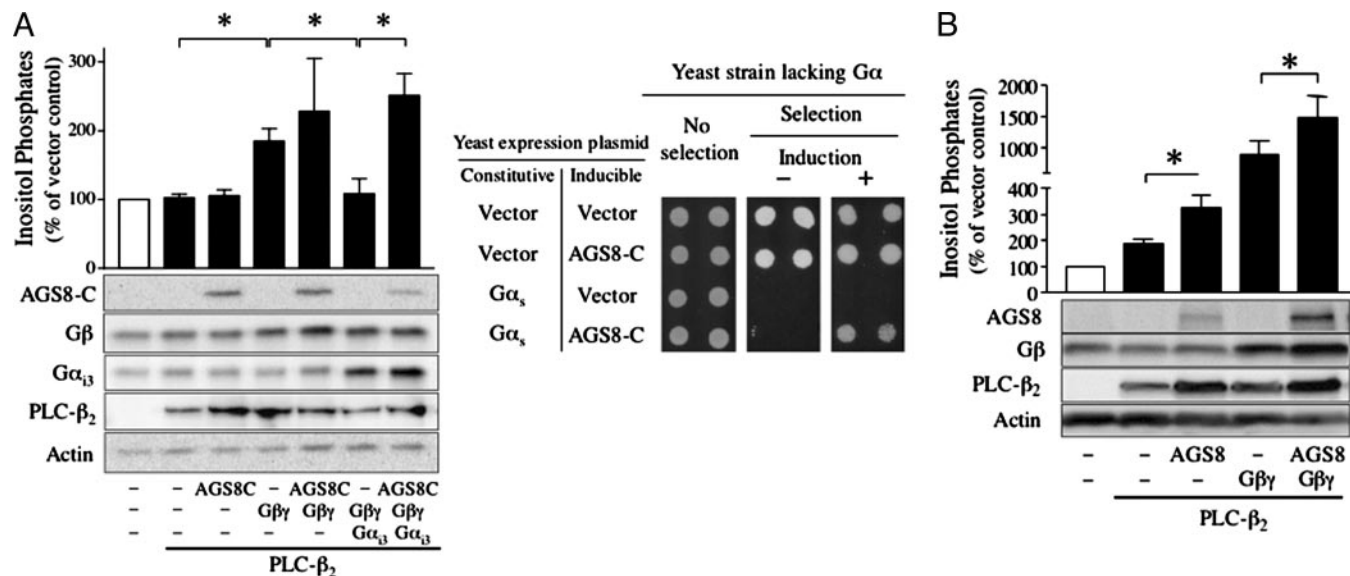 A
Inositol Phosphates
(% of vector control)
300
200
100
0
* * *
AGS8-C
Gβ
Gαi3
PLC-β2
Actin
– – AGS8C – AGS8C – AGS8C
– – – Gβγ Gβγ Gβγ Gβγ
– – – – – Gαi3 Gαi3
PLC-β2
Yeast strain lacking Gα
No selection
Selection
Induction
– +
Yeast expression plasmid
Constitutive Inducible
Vector Vector
Vector AGS8-C
Gαs Vector
Gαs AGS8-C
B
Inositol Phosphates
(% of vector control)
2000
1500
1000
400
300
200
100
* *
AGS8
Gβ
PLC-β2
Actin
– – AGS8 – AGS8
– – – Gβγ Gβγ
PLC-β2